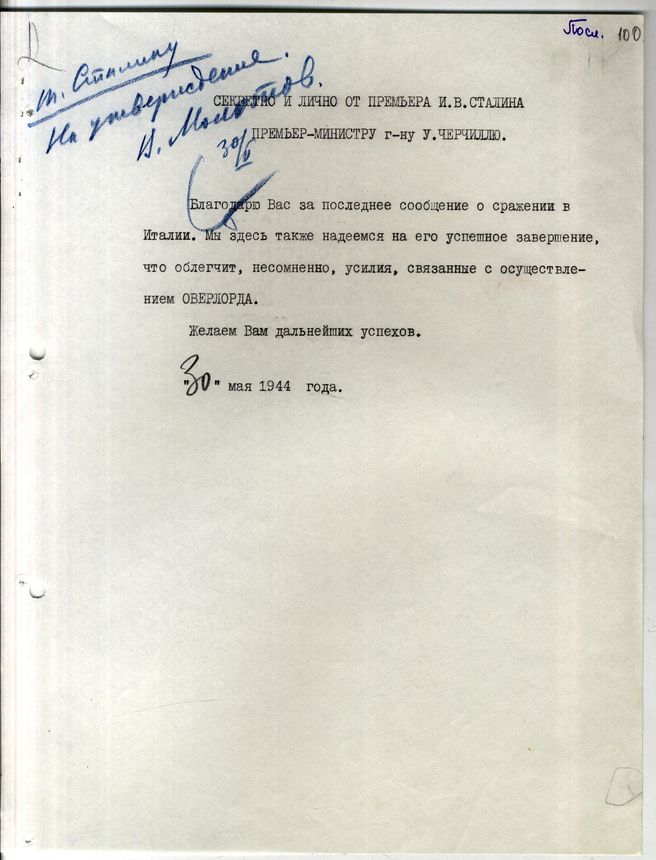 Посл. 100
т. Сталину
На утверждение.
В. Молотов.
30/V
СЕКРЕТНО И ЛИЧНО ОТ ПРЕМЬЕРА И.В.СТАЛИНА
ПРЕМЬЕР-МИНИСТРУ г-ну У.ЧЕРЧИЛЛЮ.
Благодарю Вас за последнее сообщение о сражении в
Италии. Мы здесь также надеемся на его успешное завершение,
что облегчит, несомненно, усилия, связанные с осуществле-
нием ОВЕРЛОРДА.
Желаем Вам дальнейших успехов.
"30" мая 1944 года.